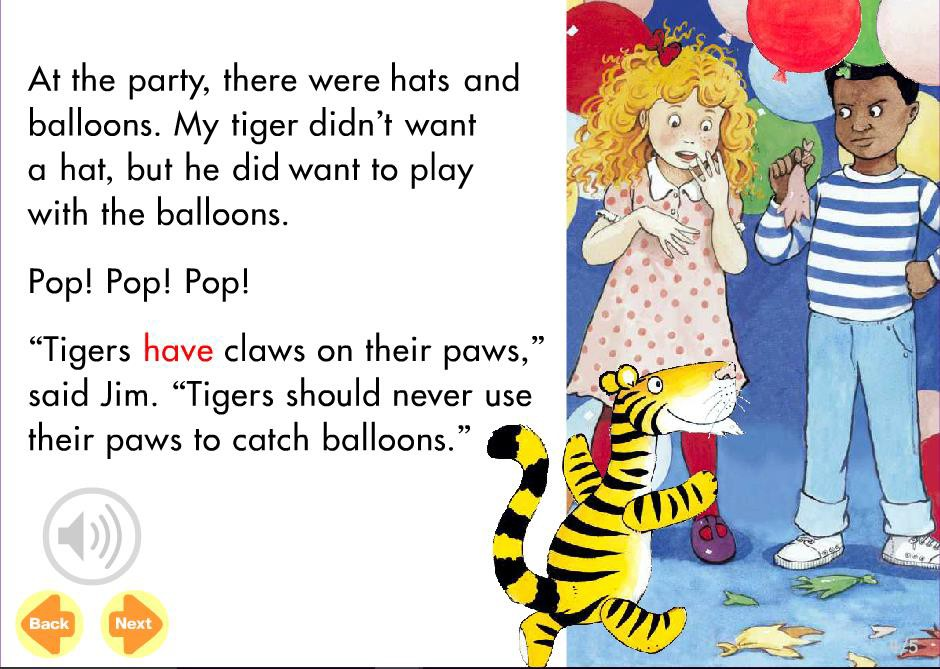 At the party, there were hats and
balloons. My tiger didn’t want
a hat, but he did want to play
with the balloons.
Pop! Pop! Pop!
“Tigers have claws on their paws,”
said Jim. “Tigers should never use
their paws to catch balloons.”
Back
Next